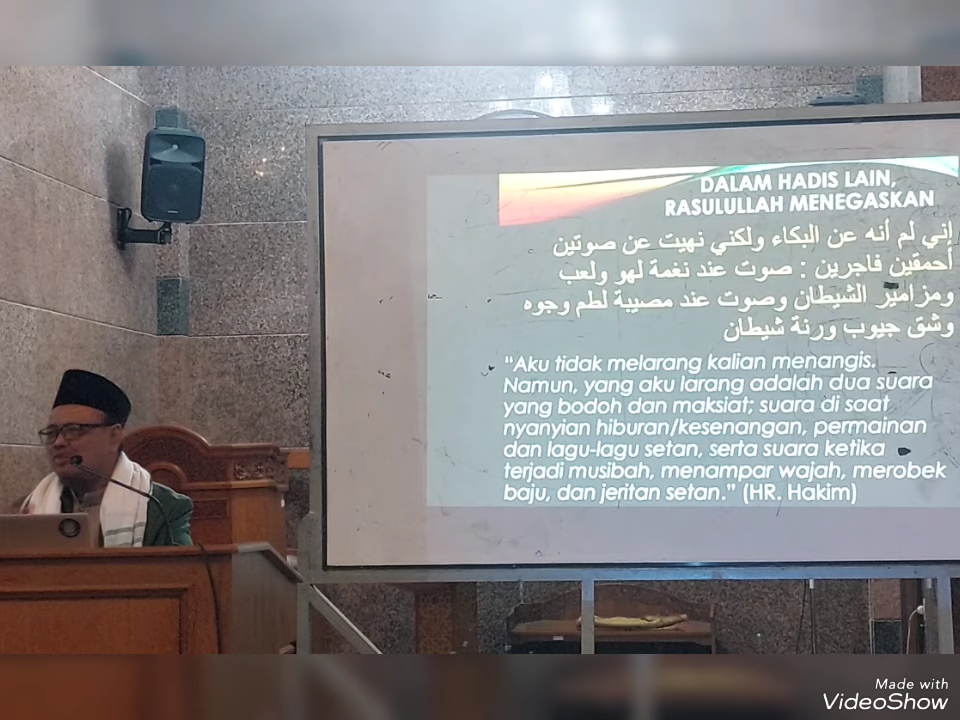 DALAM HADIS LAIN,
RASULULLAH MENEGASKAN
إني لم أنه عن البكاء ولكني نهيت عن صوتين
أحمقين فاجرين : صوت عند نغمة لهو ولعب
ومزامير الشيطان وصوت عند مصيبة لطم وجوه
وشق جيوب ورنة شيطان
"Aku tidak melarang kalian menangis.
Namun, yang aku larang adalah dua suara
yang bodoh dan maksiat; suara di saat
nyanyian hiburan/kesenangan, permainan
dan lagu-lagu setan, serta suara ketika
terjadi musibah, menampar wajah, merobek
baju, dan jeritan setan." (HR. Hakim)
Made with
VideoShow